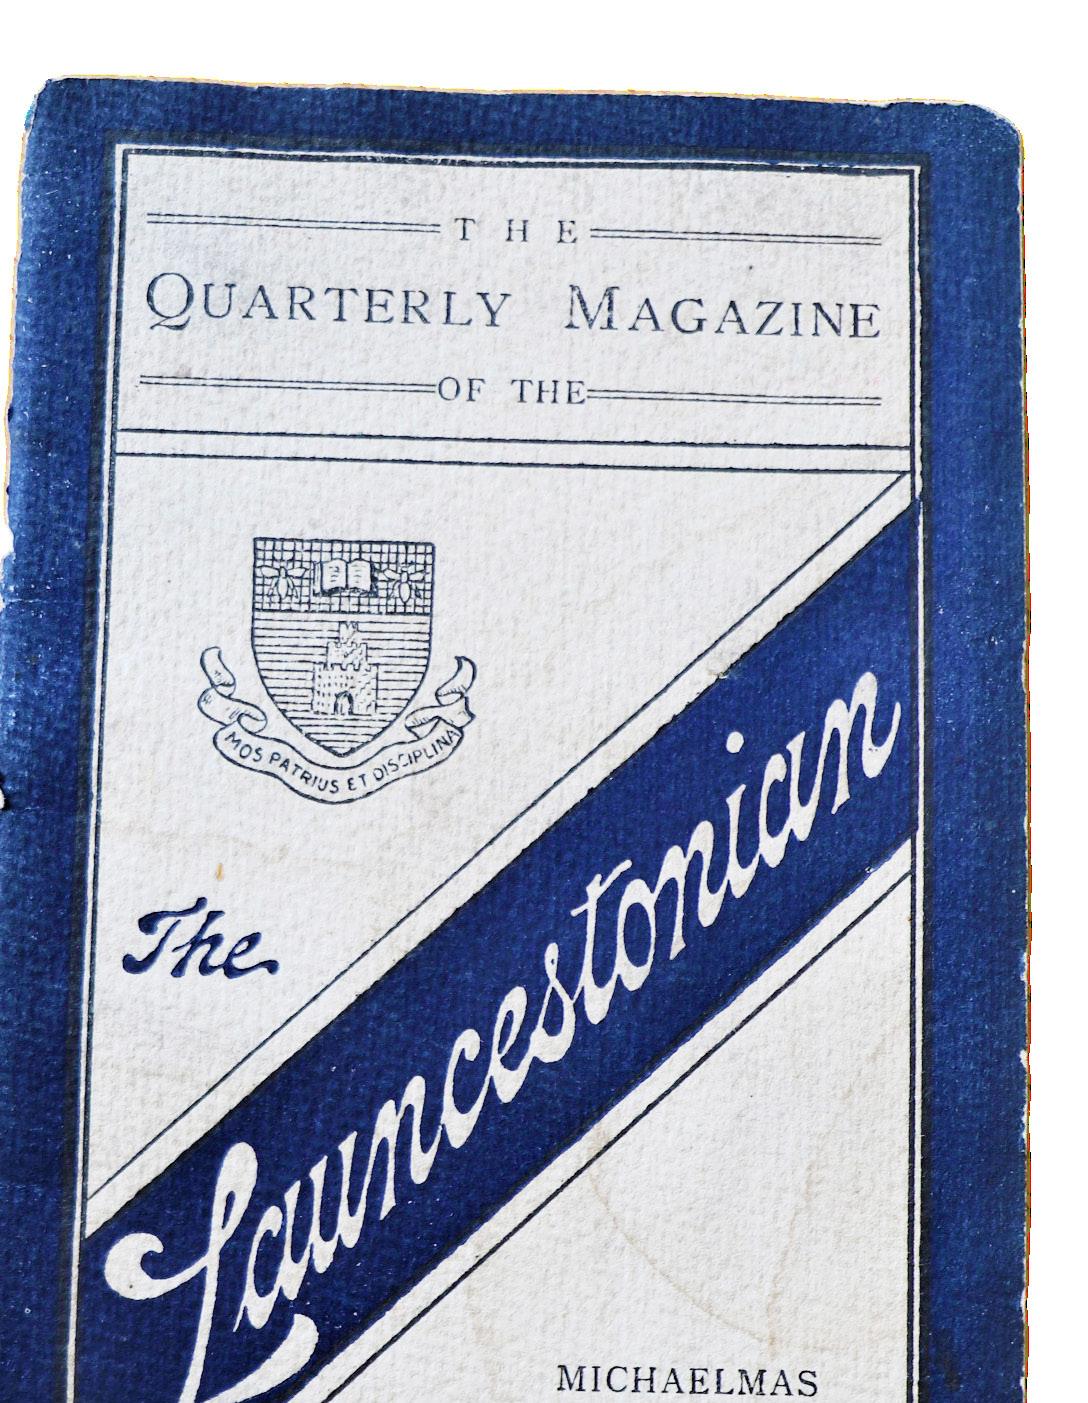 THE
QUARTERLY MAGAZINE
OF THE
MOS PATRIUS ET DISCIPLINA
The
Launcestonian
MICHAELMAS